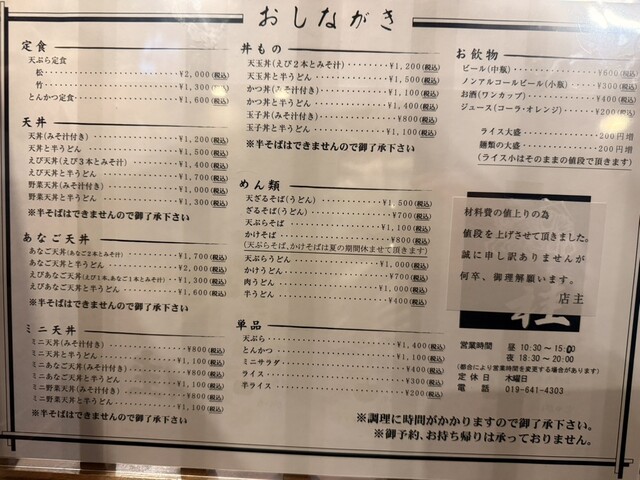 おしながき
定食
天ぷら定食
松 ¥2,000(税込)
竹 ¥1,300(税込)
とんかつ定食 ¥1,600(税込)
天丼
天丼(みそ汁付き) ¥1,200(税込)
天丼と半うどん ¥1,500(税込)
えび天丼(えび3本とみそ汁) ¥1,400(税込)
えび天丼と半うどん ¥1,700(税込)
野菜天丼(みそ汁付き) ¥1,000(税込)
野菜天丼と半うどん ¥1,300(税込)
※半そばはできませんので御了承下さい
あなご天丼
あなご天丼(あなご2本とみそ汁) ¥1,700(税込)
あなご天丼と半うどん ¥2,000(税込)
えびあなご天丼(えび1本、あなご1本とみそ汁) ¥1,300(税込)
えびあなご天丼と半うどん ¥1,600(税込)
※半そばはできませんので御了承下さい
ミニ天丼
ミニ天丼(みそ汁付き) ¥800(税込)
ミニ天丼と半うどん ¥1,100(税込)
ミニあなご天丼(みそ汁付き) ¥800(税込)
ミニあなご天丼と半うどん ¥1,100(税込)
ミニ野菜天丼(みそ汁付き) ¥800(税込)
ミニ野菜天丼と半うどん ¥1,100(税込)
※半そばはできませんので御了承下さい
丼もの
天玉丼(えび2本とみそ汁) ¥1,200(税込)
天玉丼と半うどん ¥1,500(税込)
かつ丼(みそ汁付き) ¥1,100(税込)
かつ丼と半うどん ¥1,400(税込)
玉子丼(みそ汁付き) ¥800(税込)
玉子丼と半うどん ¥1,100(税込)
※半そばはできませんので御了承下さい
めん類
天ざるそば(うどん) ¥1,500(税込)
ざるそば(うどん) ¥700(税込)
天ぷらそば ¥1,100(税込)
かけそば ¥800(税込)
(天ぷらそば、かけそばは夏の期間休ませて頂きます)
天ぷらうどん ¥1,000(税込)
かけうどん ¥700(税込)
肉うどん ¥1,000(税込)
半うどん ¥400(税込)
単品
天ぷら ¥1,400(税込)
とんかつ ¥1,100(税込)
ミニサラダ ¥400(税込)
ライス ¥300(税込)
半ライス ¥200(税込)
お飲物
ビール(中瓶) ¥600(税込)
ノンアルコールビール(小瓶) ¥300(税込)
お酒(ワンカップ) ¥400(税込)
ジュース(コーラ・オレンジ) ¥200(税込)
ライス大盛 200円増
麺類の大盛 200円増
(ライス小はそのままの値段で頂きます)
材料費の値上りの為
値段を上げさせて頂きました。
誠に申し訳ありませんが
何卒、御理解願います。
店主
営業時間 昼 10:30~15:00
夜 18:30~20:00
(都合により営業時間を変更する場合があります)
定休日 木曜日
電話 019-641-4303
※調理に時間がかかりますので御了承下さい。
※御予約、お持ち帰りは承っておりません。